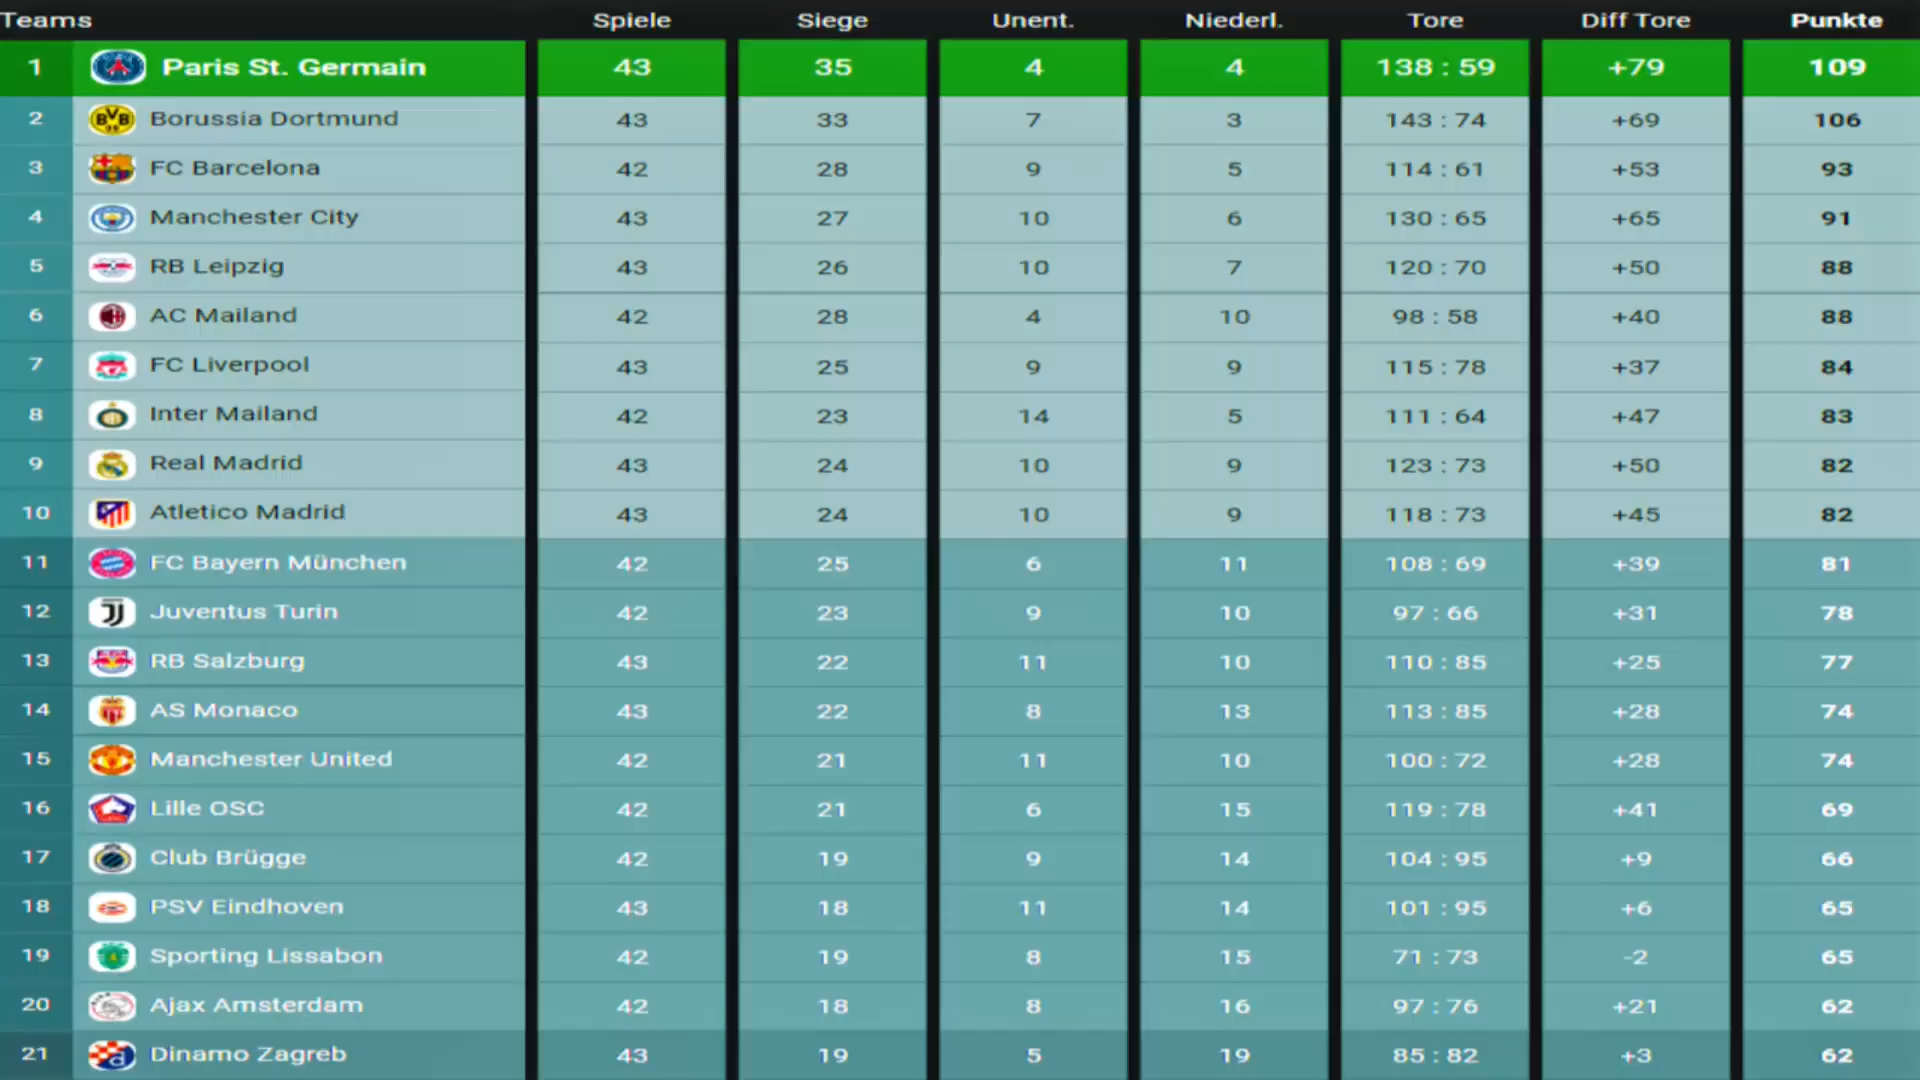 Teams Spiele Siege Unent. Niederl. Tore Diff Tore Punkte
1 Paris St. Germain 43 35 4 4 138 : 59 +79 109
2 Borussia Dortmund 43 33 7 3 143 : 74 +69 106
3 FC Barcelona 42 28 9 5 114 : 61 +53 93
4 Manchester City 43 27 10 6 130 : 65 +65 91
5 RB Leipzig 43 26 10 7 120 : 70 +50 88
6 AC Mailand 42 28 4 10 98 : 58 +40 88
7 FC Liverpool 43 25 9 9 115 : 78 +37 84
8 Inter Mailand 42 23 14 5 111 : 64 +47 83
9 Real Madrid 43 24 10 9 123 : 73 +50 82
10 Atletico Madrid 43 24 10 9 118 : 73 +45 82
11 FC Bayern München 42 25 6 11 108 : 69 +39 81
12 Juventus Turin 42 23 9 10 97 : 66 +31 78
13 RB Salzburg 43 22 11 10 110 : 85 +25 77
14 AS Monaco 43 22 8 13 113 : 85 +28 74
15 Manchester United 42 21 11 10 100 : 72 +28 74
16 Lille OSC 42 21 6 15 119 : 78 +41 69
17 Club Brügge 42 19 9 14 104 : 95 +9 66
18 PSV Eindhoven 43 18 11 14 101 : 95 +6 65
19 Sporting Lissabon 42 19 8 15 71 : 73 -2 65
20 Ajax Amsterdam 42 18 8 16 97 : 76 +21 62
21 Dinamo Zagreb 43 19 5 19 85 : 82 +3 62